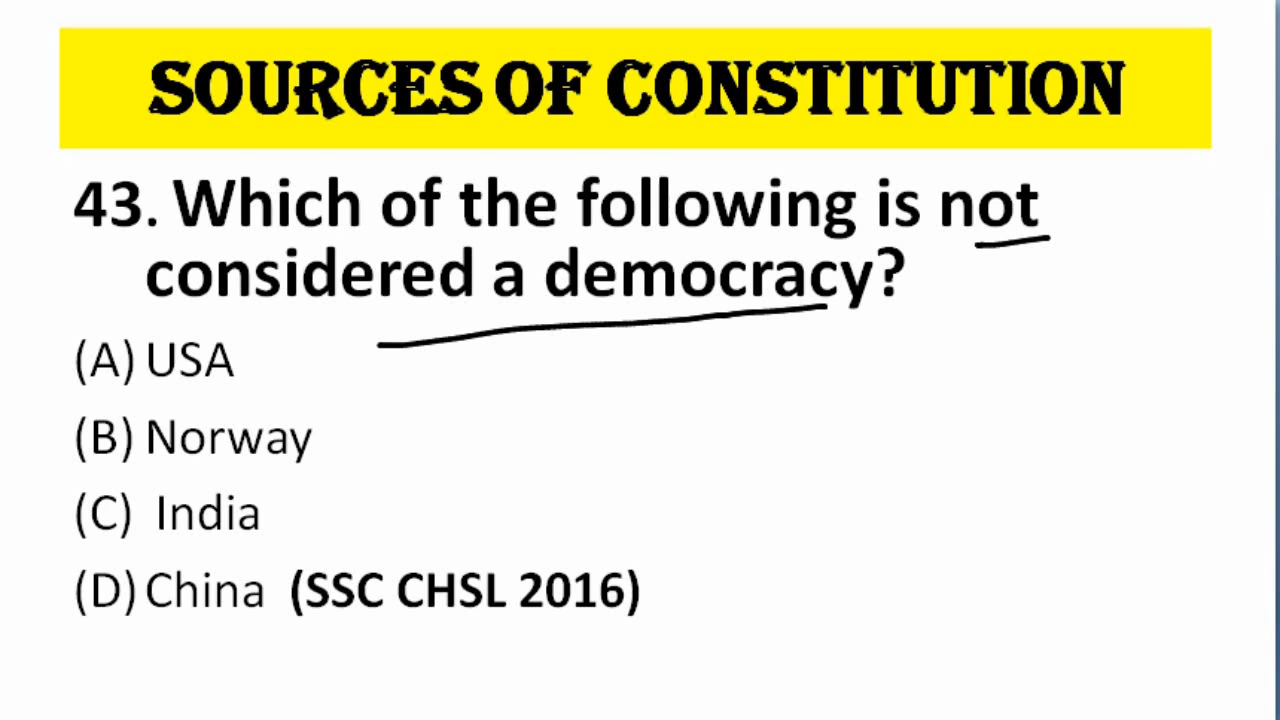 SOURCES OF CONSTITUTION
43. Which of the following is not
considered a democracy?
(A) USA
(B) Norway
(C) India
(D) China (SSC CHSL 2016)